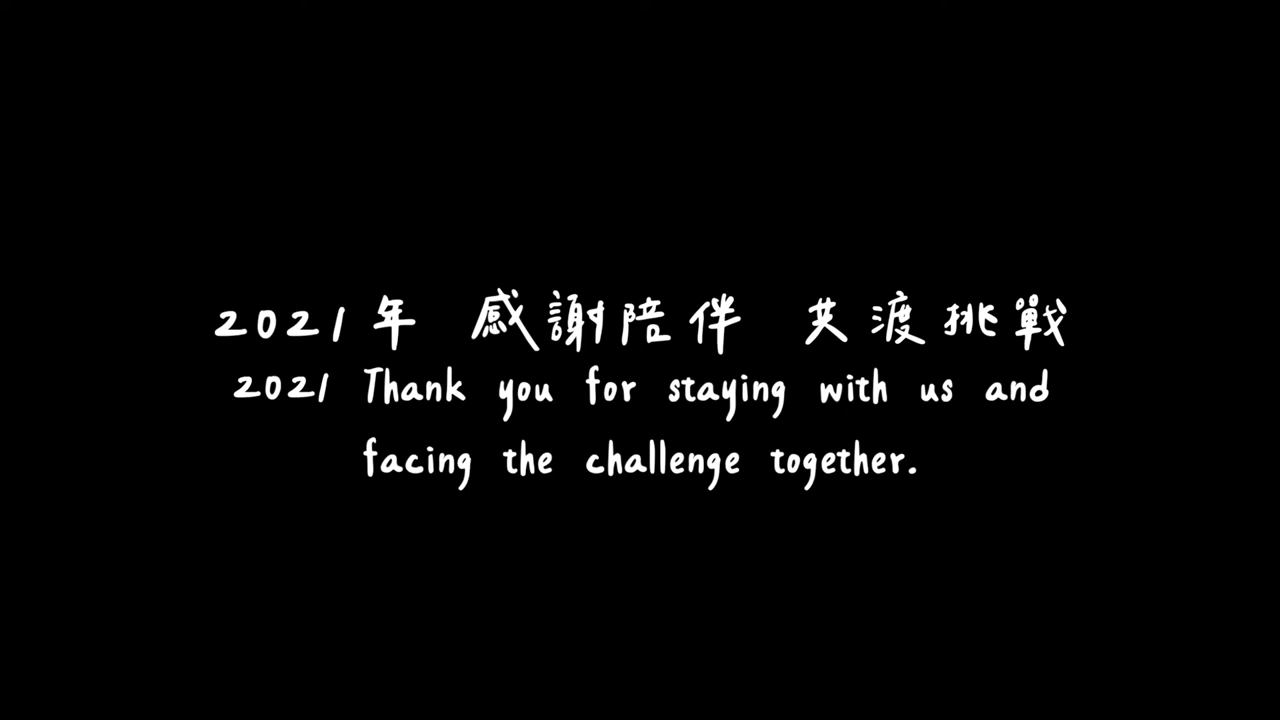 2021年 感謝陪伴 共渡挑戰
2021 Thank you for staying with us and
facing the challenge together.